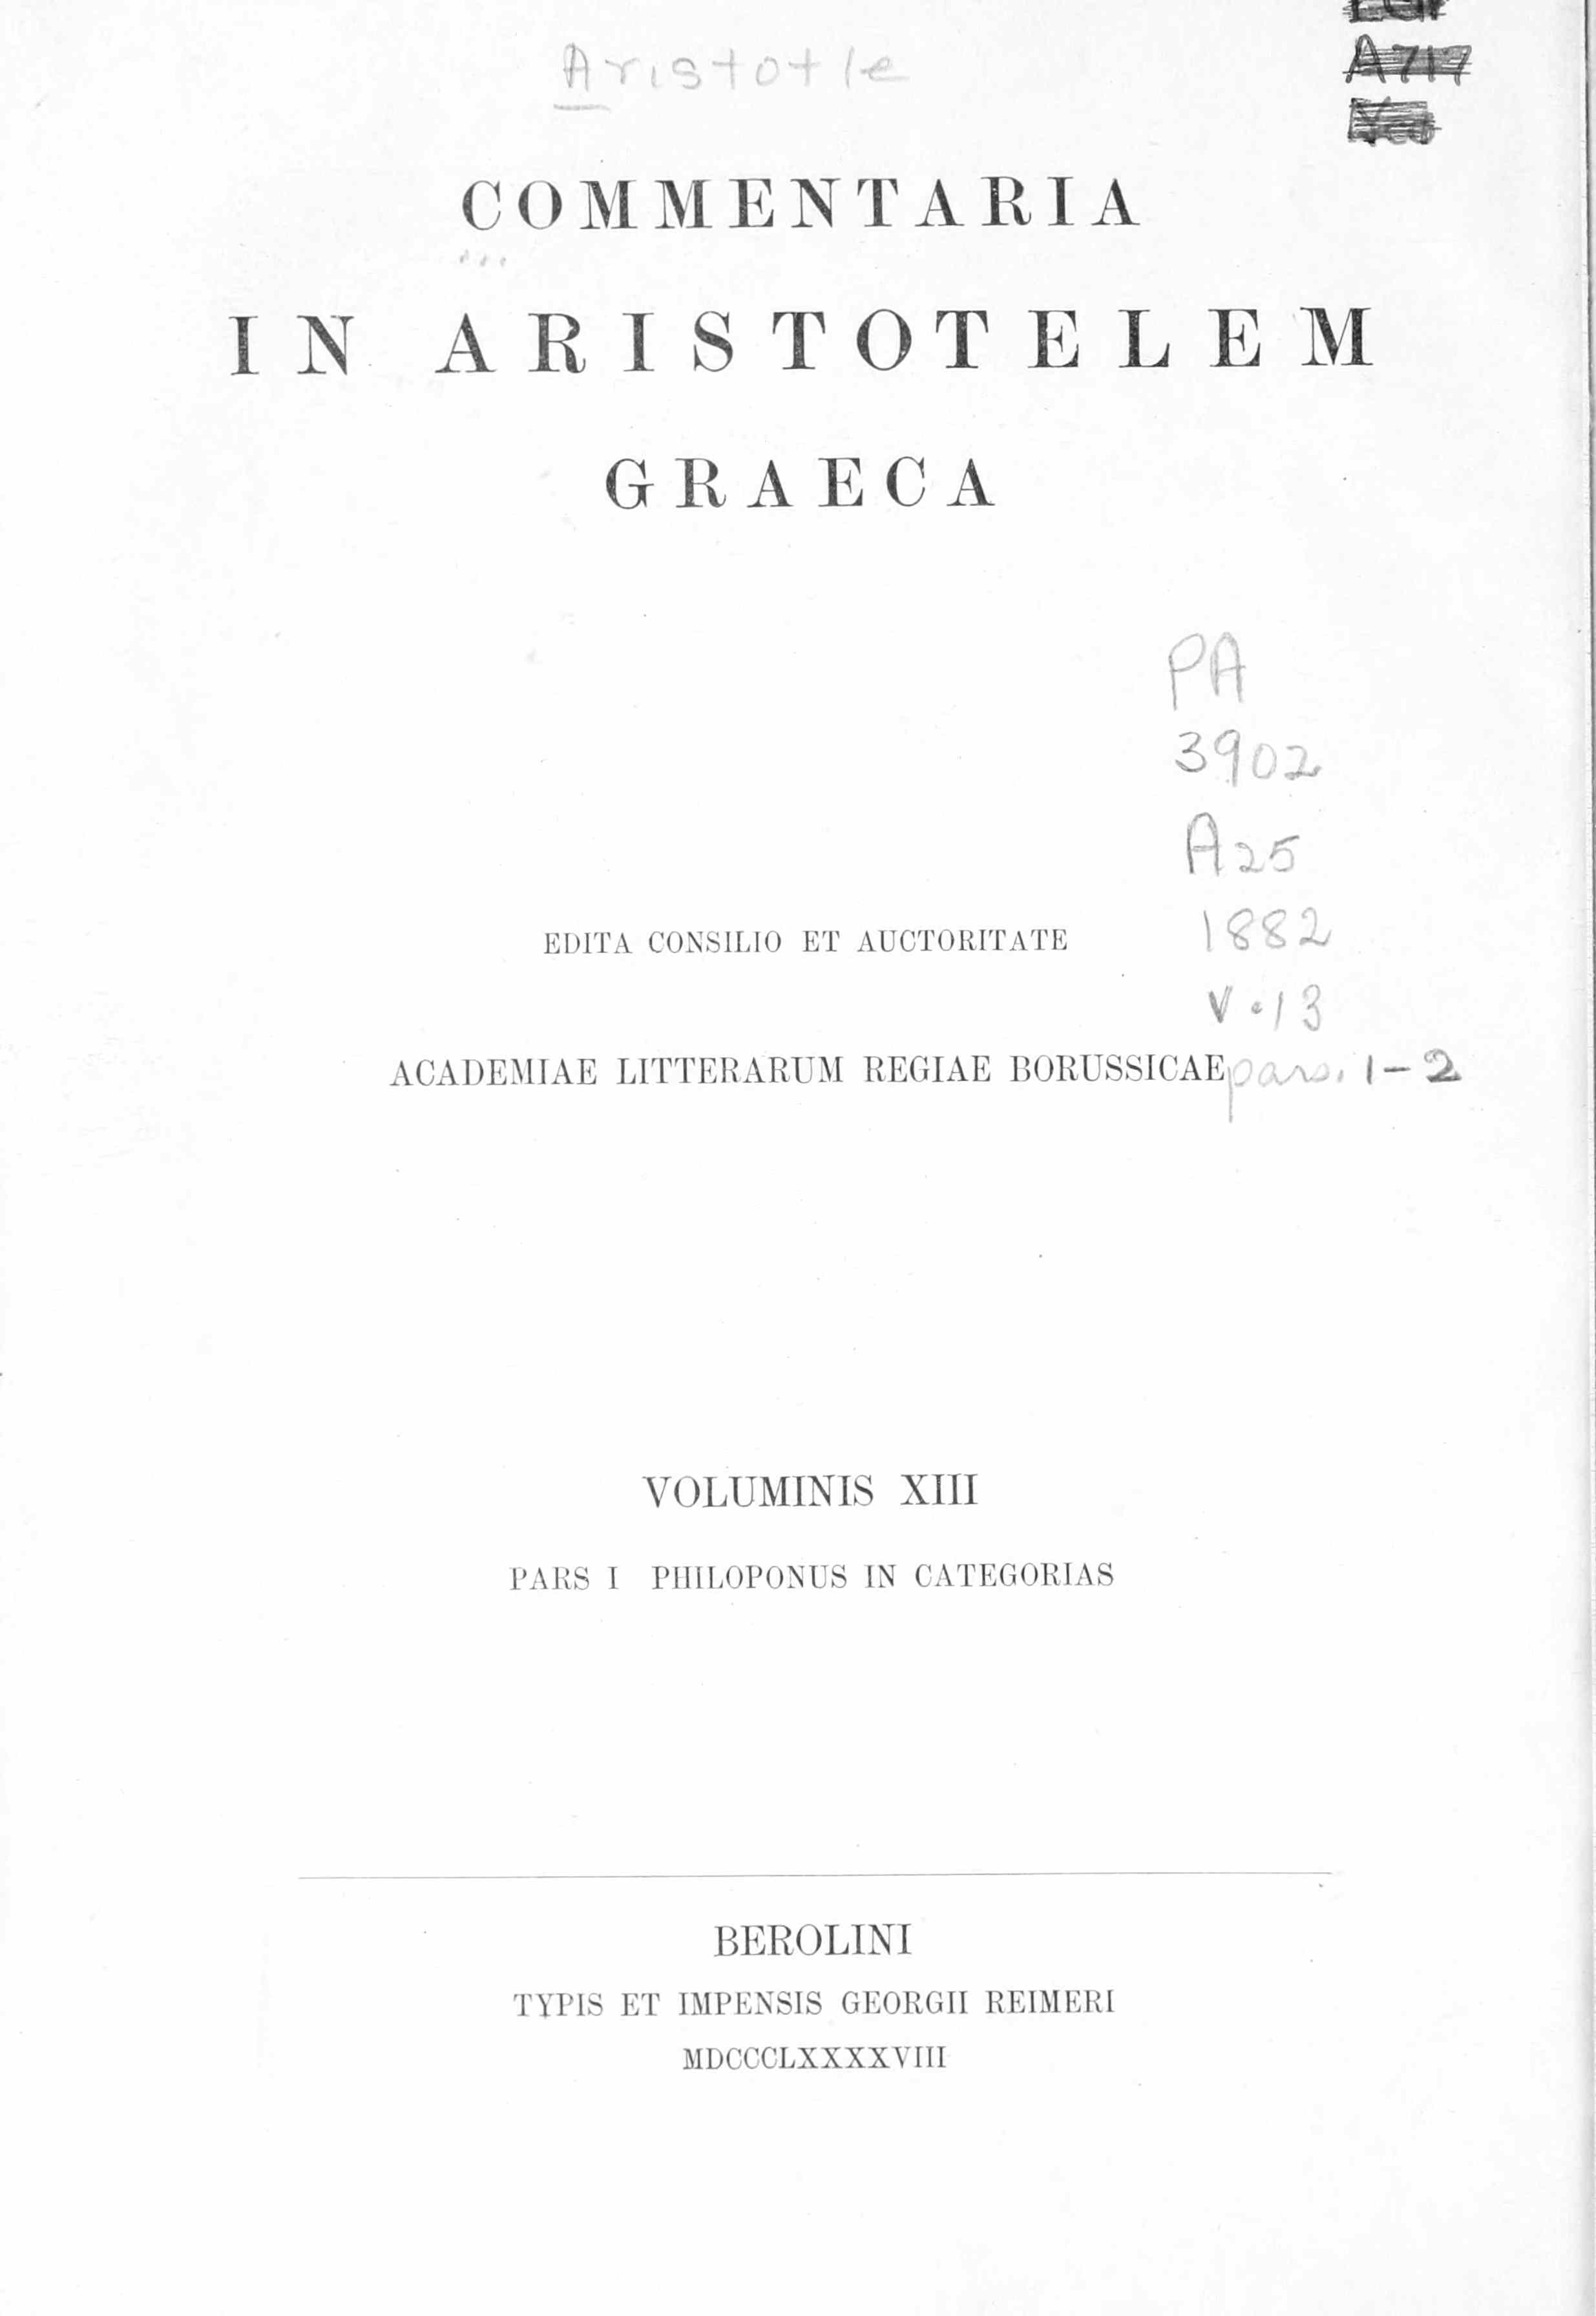 Aristotle
A717
COMMENTARIA
IN ARISTOTELEM
GRAECA
PA
3902
A25
1882
EDITA CONSILIO ET AUCTORITATE
v.13
ACADEMIAE LITTERARUM REGIAE BORUSSICAE pars. 1-2
VOLUMINIS XIII
PARS I PHILOPONUS IN CATEGORIAS
BEROLINI
TYPIS ET IMPENSIS GEORGII REIMERI
MDCCCLXXXXVIII